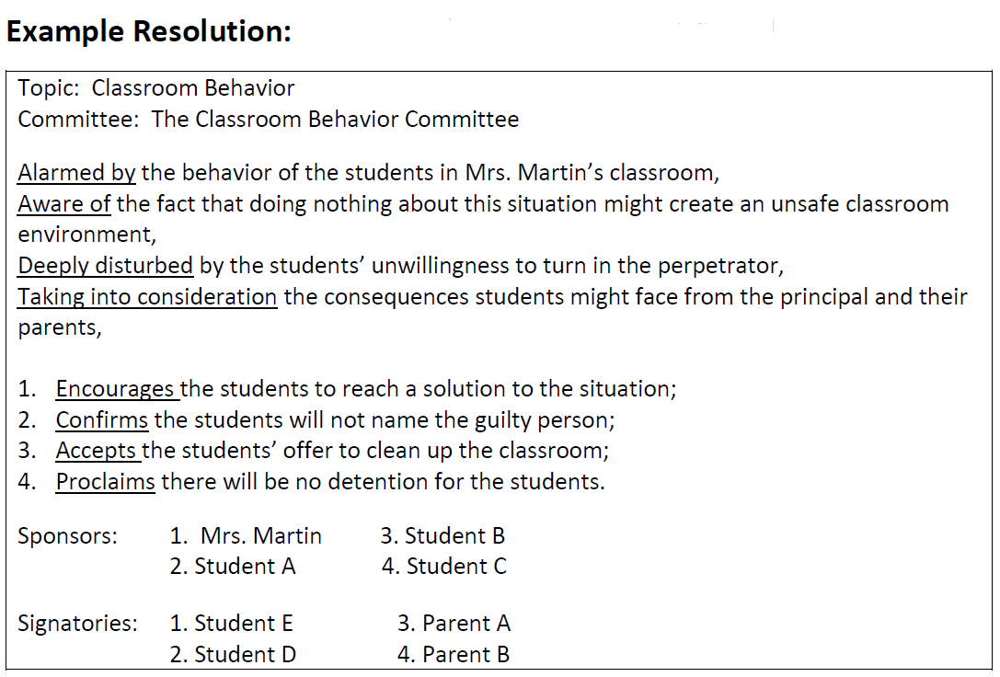 Example Resolution:
Topic:  Classroom Behavior
Committee:  The Classroom Behavior Committee
Alarmed by the behavior of the students in Mrs. Martin’s classroom,
Aware of the fact that doing nothing about this situation might create an unsafe classroom
environment,
Deeply disturbed by the students’ unwillingness to turn in the perpetrator,
Taking into consideration the consequences students might face from the principal and their
parents,
1. Encourages the students to reach a solution to the situation;
2. Confirms the students will not name the guilty person;
3. Accepts the students’ offer to clean up the classroom;
4. Proclaims there will be no detention for the students.
Sponsors: 1. Mrs. Martin 3. Student B
2. Student A 4. Student C
Signatories: 1. Student E 3. Parent A
2. Student D 4. Parent B